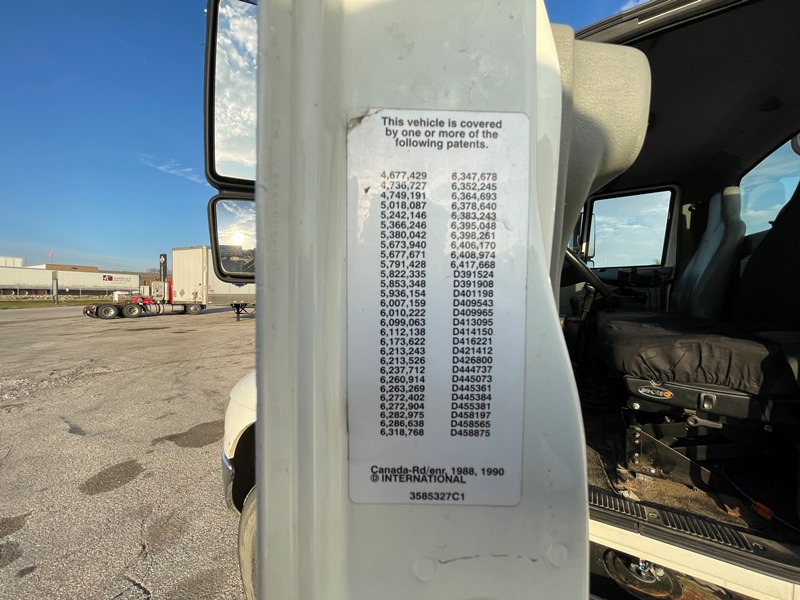 This vehicle is covered
by one or more of the
following patents.
4,677,429 6,347,678
4,736,727 6,352,245
4,749,191 6,364,693
5,018,087 6,378,640
5,242,146 6,383,243
5,366,246 6,395,048
5,380,042 6,398,261
5,673,940 6,406,170
5,677,671 6,408,974
5,791,428 6,417,668
5,822,335 D391524
5,853,348 D391908
5,936,154 D401198
6,007,159 D409543
6,010,222 D409965
6,099,063 D413095
6,112,138 D414150
6,173,622 D416221
6,213,243 D421412
6,213,526 D426800
6,237,712 D444737
6,260,914 D445073
6,263,269 D445361
6,272,402 D445384
6,272,904 D455381
6,282,975 D458197
6,286,638 D458565
6,318,768 D458875
Canada-Rd/enr. 1988, 1990
© INTERNATIONAL
3585327C1